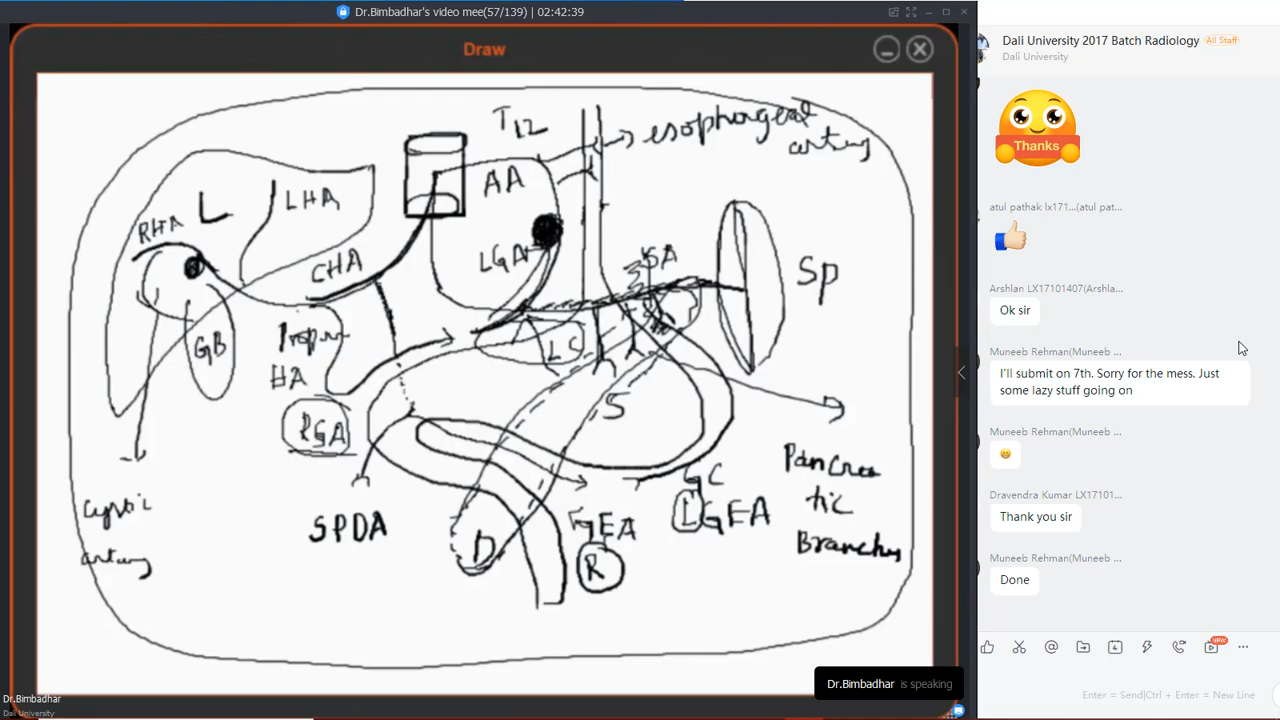 Dr.Bimbadhar's video mee(57/139) | 02:42:39
Draw
T12
esophageal
AA
LHA
L
RHA
LGA
CHA
SA
Sp
GB
Proper
HA
LC
RGA
S
GC
Pancrea
tic
Branches
SPDA
D
GEA
R
LGEA
cystic
artery
Dr.Bimbadhar
Dali University
Dr.Bimbadhar is speaking
Dali University 2017 Batch Radiology All Staff
Dali University
Thanks
atul pathak lx171...(atul pat...
Arshlan LX17101407(Arshla...
Ok sir
Muneeb Rehman(Muneeb ...
I'll submit on 7th. Sorry for the mess. Just
some lazy stuff going on
Muneeb Rehman(Muneeb ...
Dravendra Kumar LX17101...
Thank you sir
Muneeb Rehman(Muneeb ...
Done
NEW
Enter = Send|Ctrl + Enter = New Line